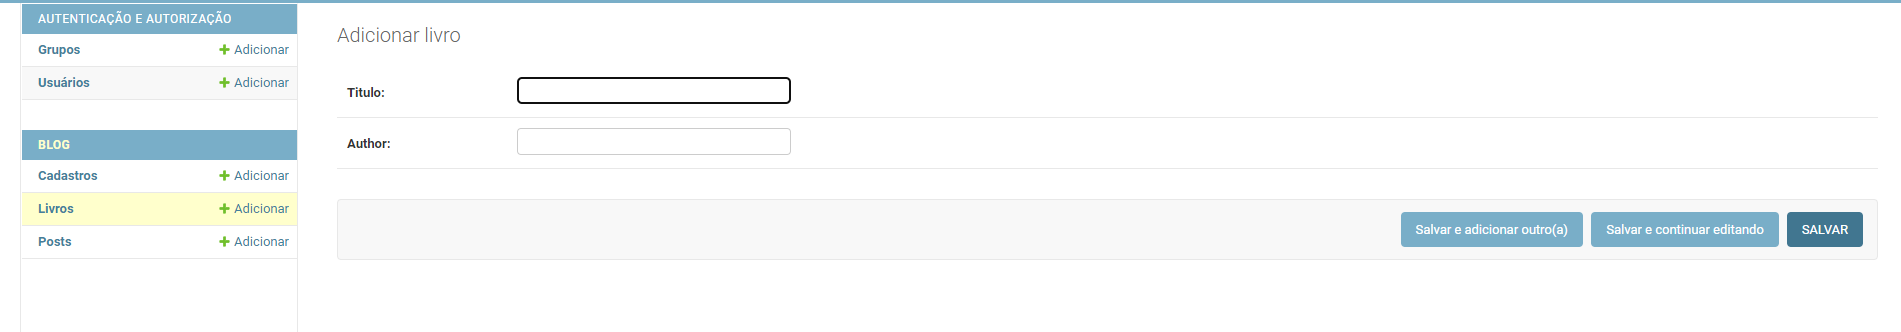 AUTENTICAÇÃO E AUTORIZAÇÃO
Grupos Adicionar
Usuários Adicionar
BLOG
Cadastros Adicionar
Livros Adicionar
Posts Adicionar
Adicionar livro
Titulo:
Author:
Salvar e adicionar outro(a) Salvar e continuar editando SALVAR